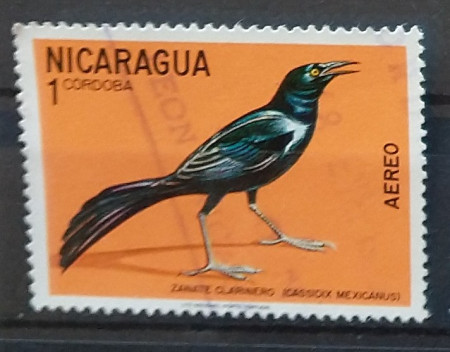 NICARAGUA
1 CORDOBA
AEREO
ZANATE CLARINERO (CASSIDIX MEXICANUS)